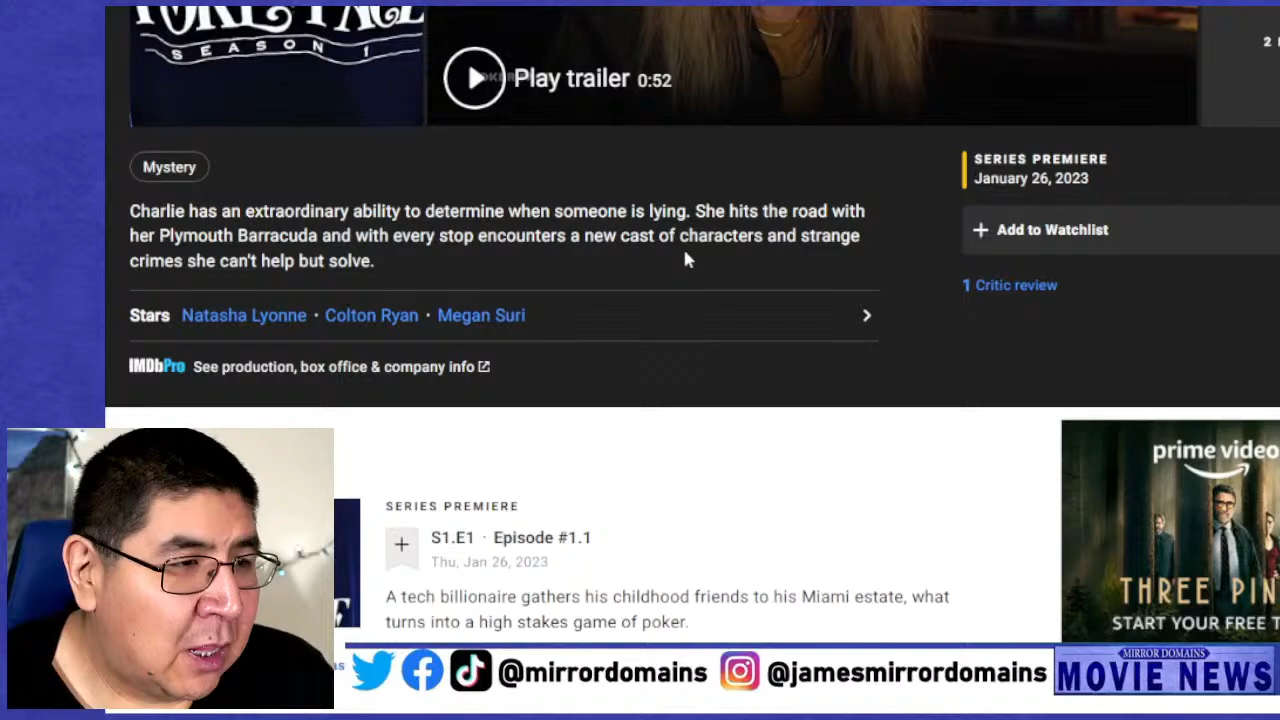 POKER FACE
SEASON 1
Play trailer 0:52
2
Mystery
SERIES PREMIERE
January 26, 2023
Charlie has an extraordinary ability to determine when someone is lying. She hits the road with
her Plymouth Barracuda and with every stop encounters a new cast of characters and strange
crimes she can't help but solve.
+ Add to Watchlist
1 Critic review
Stars Natasha Lyonne · Colton Ryan · Megan Suri
IMDbPro See production, box office & company info
prime video
SERIES PREMIERE
+ S1.E1 · Episode #1.1
Thu, Jan 26, 2023
A tech billionaire gathers his childhood friends to his Miami estate, what
turns into a high stakes game of poker.
THREE PIN
START YOUR FREE T
@mirrordomains @jamesmirrordomains
MIRROR DOMAINS
MOVIE NEWS